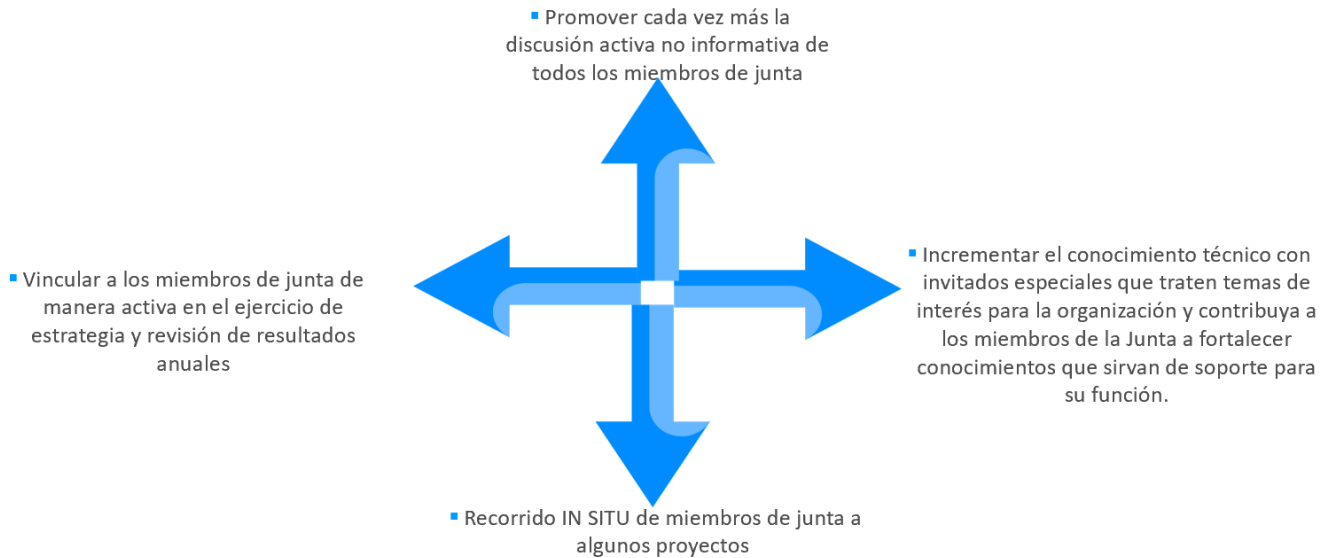 ▪ Promover cada vez más la
discusión activa no informativa de
todos los miembros de junta
▪ Vincular a los miembros de junta de
manera activa en el ejercicio de
estrategia y revisión de resultados
anuales
▪ Incrementar el conocimiento técnico con
invitados especiales que traten temas de
interés para la organización y contribuya a
los miembros de la Junta a fortalecer
conocimientos que sirvan de soporte para
su función.
▪ Recorrido IN SITU de miembros de junta a
algunos proyectos